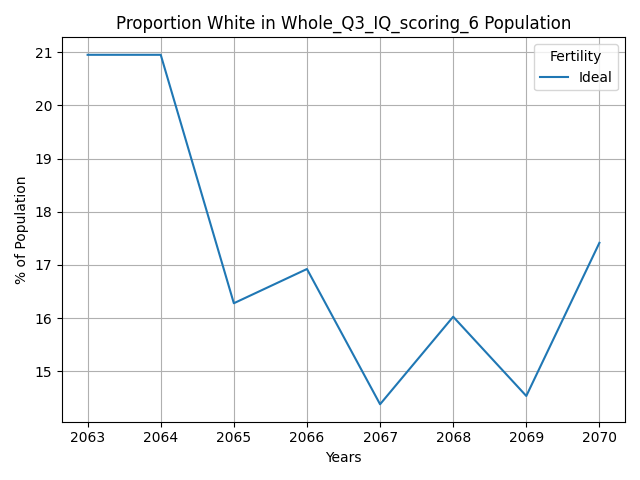 Proportion White in Whole_Q3_IQ_scoring_6 Population
Fertility
Ideal
21
20
19
18
17
16
15
% of Population
2063 2064 2065 2066 2067 2068 2069 2070
Years